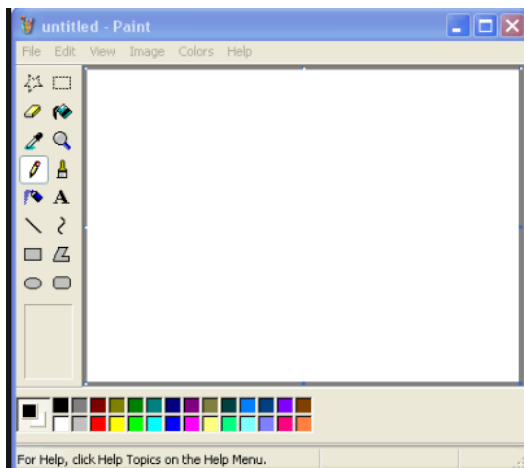 untitled - Paint
File Edit View Image Colors Help
A
For Help, click Help Topics on the Help Menu.